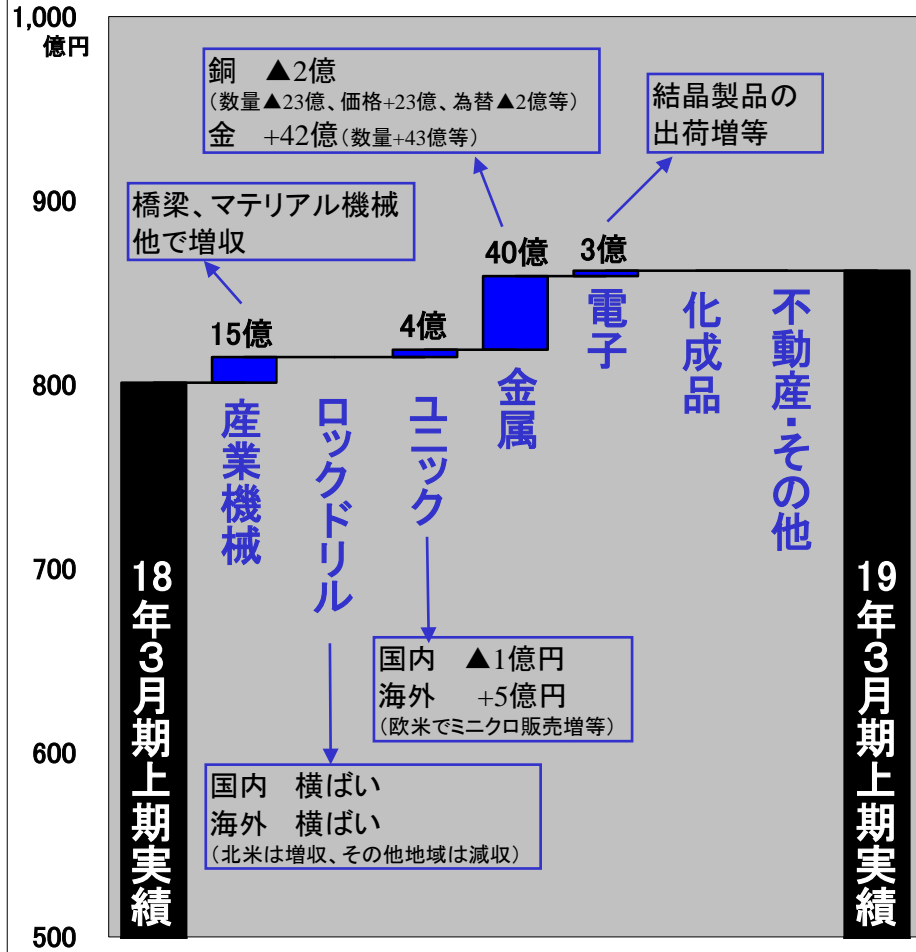 1,000
億円
900
800
700
600
500
銅　▲2億
（数量▲23億、価格+23億、為替▲2億等）
金　+42億（数量+43億等）
結晶製品の
出荷増等
橋梁、マテリアル機械
他で増収
15億
4億
40億
3億
産業機械
ロックドリル
ユニック
金属
電子
化成品
不動産・その他
国内　▲1億円
海外　+5億円
（欧米でミニクロ販売増等）
国内　横ばい
海外　横ばい
（北米は増収、その他地域は減収）
18年３月期上期実績
19年３月期上期実績